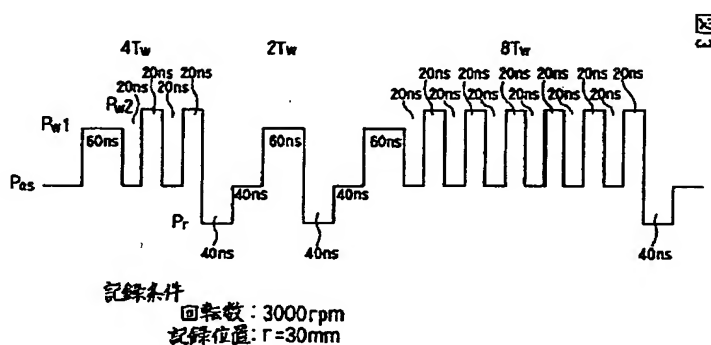 図3
4Tw 2Tw 8Tw
20ns 20ns 20ns 20ns 20ns 20ns 20ns 20ns
20ns 20ns 20ns 20ns 20ns 20ns 20ns 20ns
Pw2
Pw1
60ns 60ns 60ns
Pas
40ns 40ns
Pr
40ns 40ns 40ns
記録条件
回転数：3000rpm
記録位置：r=30mm